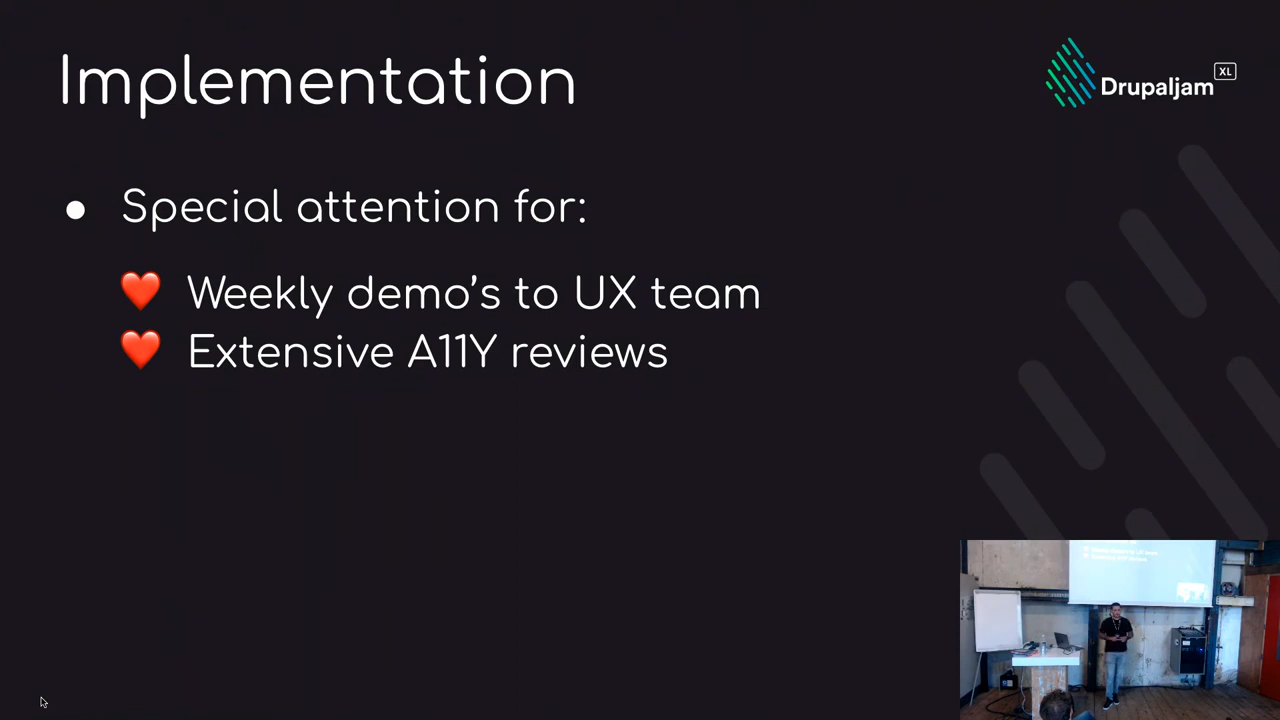 Implementation
Drupaljam XL
● Special attention for:
❤️ Weekly demo’s to UX team
❤️ Extensive A11Y reviews